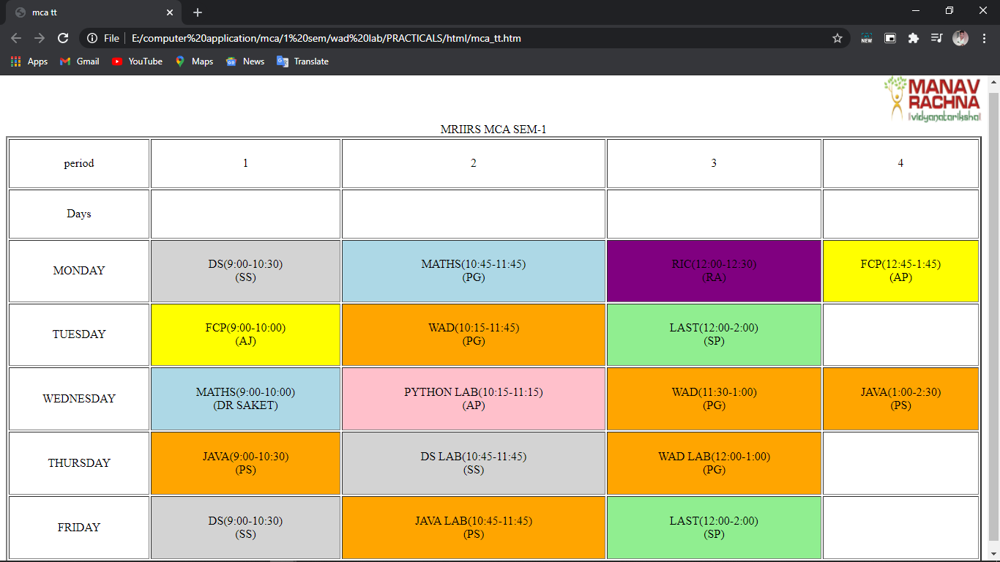 mca tt
File
E:/computer%20application/mca/1%20sem/wad%20lab/PRACTICALS/html/mca_tt.htm
NEW
Apps Gmail YouTube Maps News Translate
MANAV
RACHNA
vidyanatariksha
MRIIRS MCA SEM-1
period 1 2 3 4
Days
MONDAY
DS(9:00-10:30)
(SS)
MATHS(10:45-11:45)
(PG)
RIC(12:00-12:30)
(RA)
FCP(12:45-1:45)
(AP)
TUESDAY
FCP(9:00-10:00)
(AJ)
WAD(10:15-11:45)
(PG)
LAST(12:00-2:00)
(SP)
WEDNESDAY
MATHS(9:00-10:00)
(DR SAKET)
PYTHON LAB(10:15-11:15)
(AP)
WAD(11:30-1:00)
(PG)
JAVA(1:00-2:30)
(PS)
THURSDAY
JAVA(9:00-10:30)
(PS)
DS LAB(10:45-11:45)
(SS)
WAD LAB(12:00-1:00)
(PG)
FRIDAY
DS(9:00-10:30)
(SS)
JAVA LAB(10:45-11:45)
(PS)
LAST(12:00-2:00)
(SP)